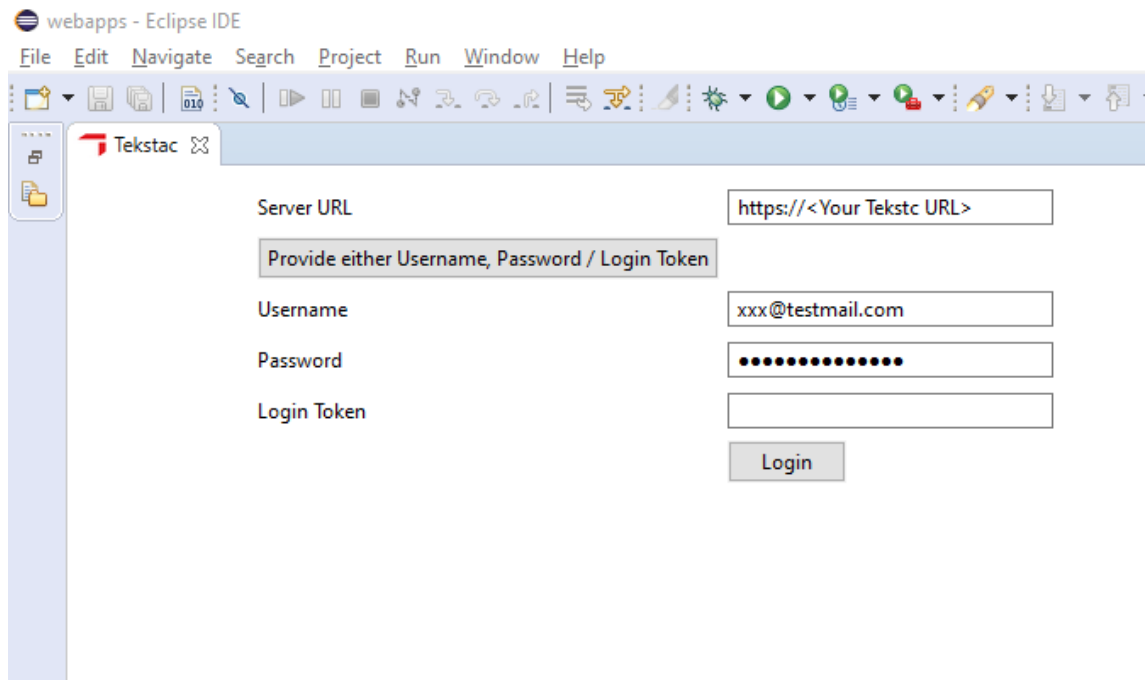 webapps - Eclipse IDE
File Edit Navigate Search Project Run Window Help
010
Tekstac
Server URL https://<Your Tekstc URL>
Provide either Username, Password / Login Token
Username xxx@testmail.com
Password ••••••••••••••
Login Token
Login